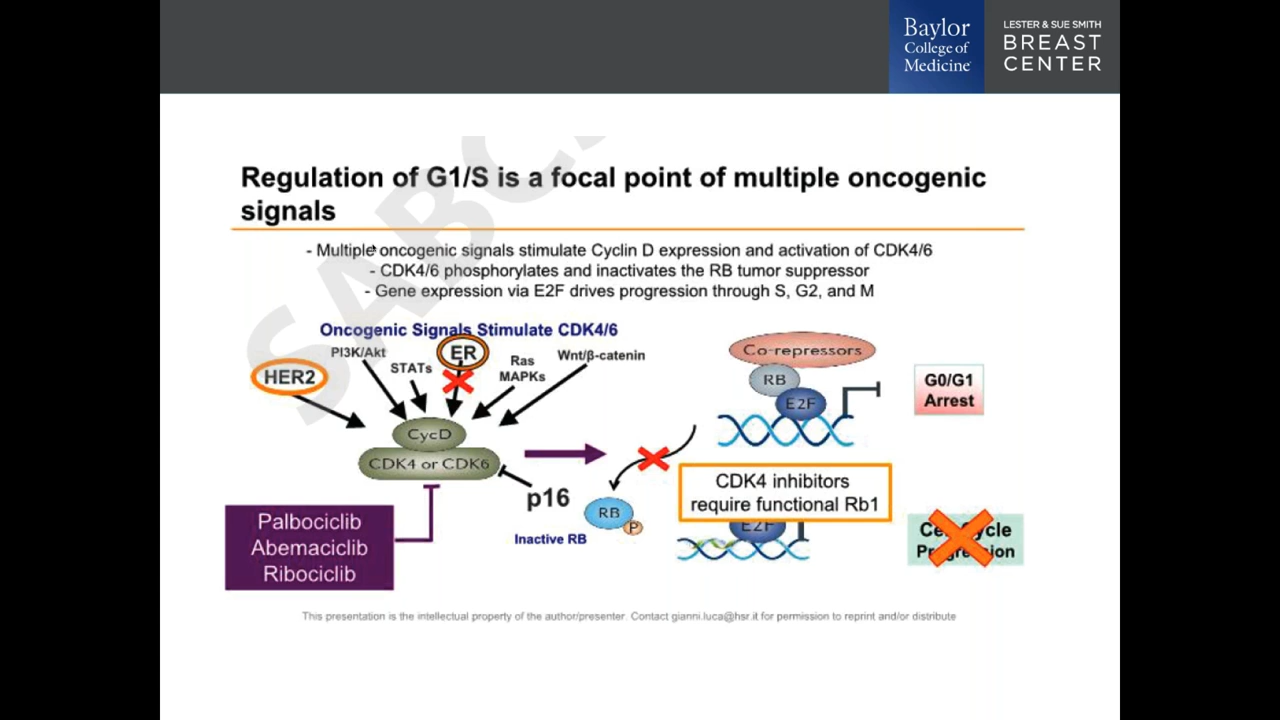 Baylor
College of
Medicine
LESTER & SUE SMITH
BREAST
CENTER
Regulation of G1/S is a focal point of multiple oncogenic
signals
- Multiple oncogenic signals stimulate Cyclin D expression and activation of CDK4/6
- CDK4/6 phosphorylates and inactivates the RB tumor suppressor
- Gene expression via E2F drives progression through S, G2, and M
Oncogenic Signals Stimulate CDK4/6
HER2
PI3K/Akt
STATs
ER
Ras
MAPKs
Wnt/β-catenin
CycD
CDK4 or CDK6
p16
Palbociclib
Abemaciclib
Ribociclib
RB
P
Inactive RB
Co-repressors
RB
E2F
G0/G1
Arrest
CDK4 inhibitors
require functional Rb1
E2F
Cell Cycle
Progression
This presentation is the intellectual property of the author/presenter. Contact gianni.luca@hsr.it for permission to reprint and/or distribute